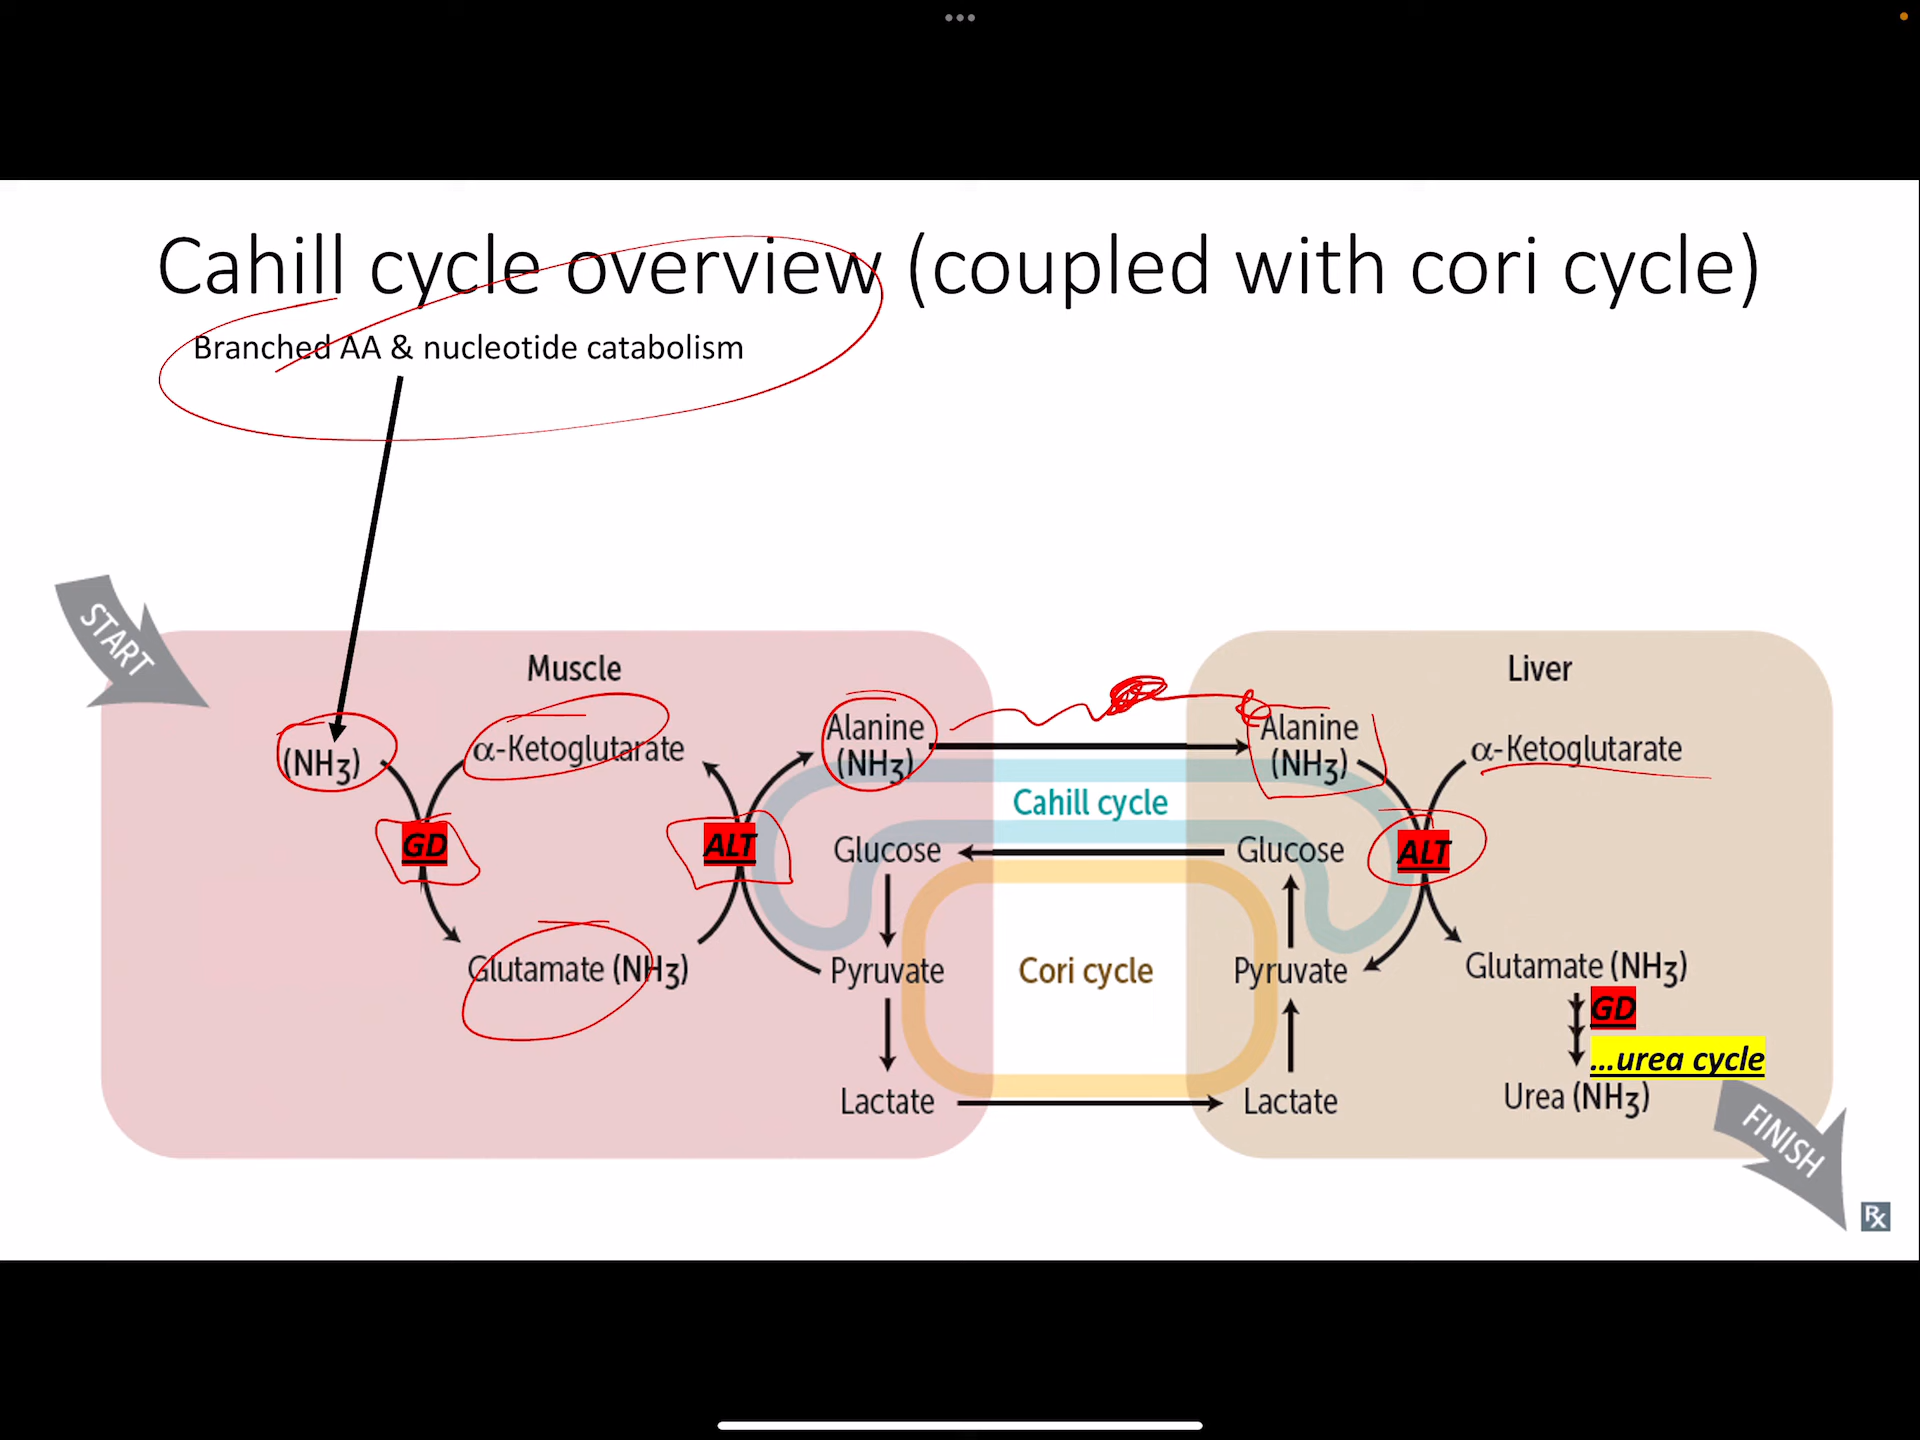 Cahill cycle overview (coupled with cori cycle)
Branched AA & nucleotide catabolism
START
Muscle
Liver
(NH3)
α-Ketoglutarate
Alanine
(NH3)
Alanine
(NH3)
α-Ketoglutarate
Cahill cycle
GD
ALT
Glucose
Glucose
ALT
Glutamate (NH3)
Pyruvate
Cori cycle
Pyruvate
Glutamate (NH3)
GD
...urea cycle
Lactate
Lactate
Urea (NH3)
FINISH
Rx